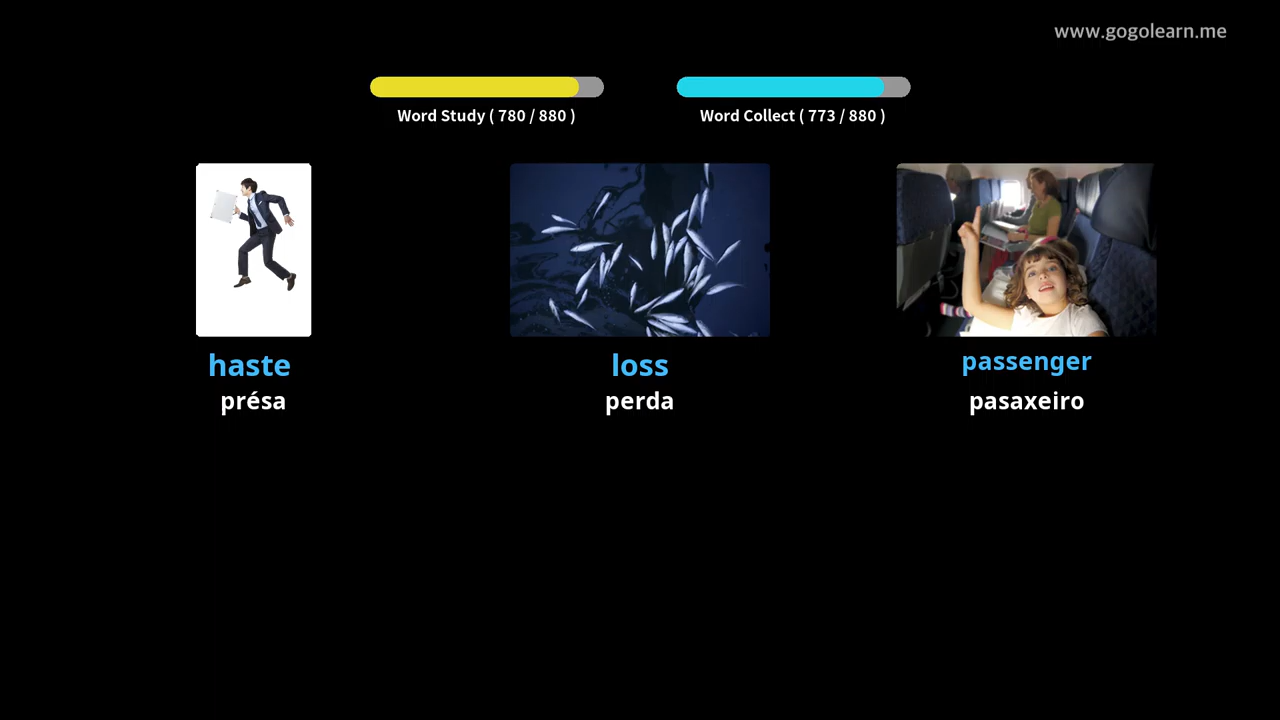 www.gogolearn.me
Word Study ( 780 / 880 )
Word Collect ( 773 / 880 )
haste
présa
loss
perda
passenger
pasaxeiro